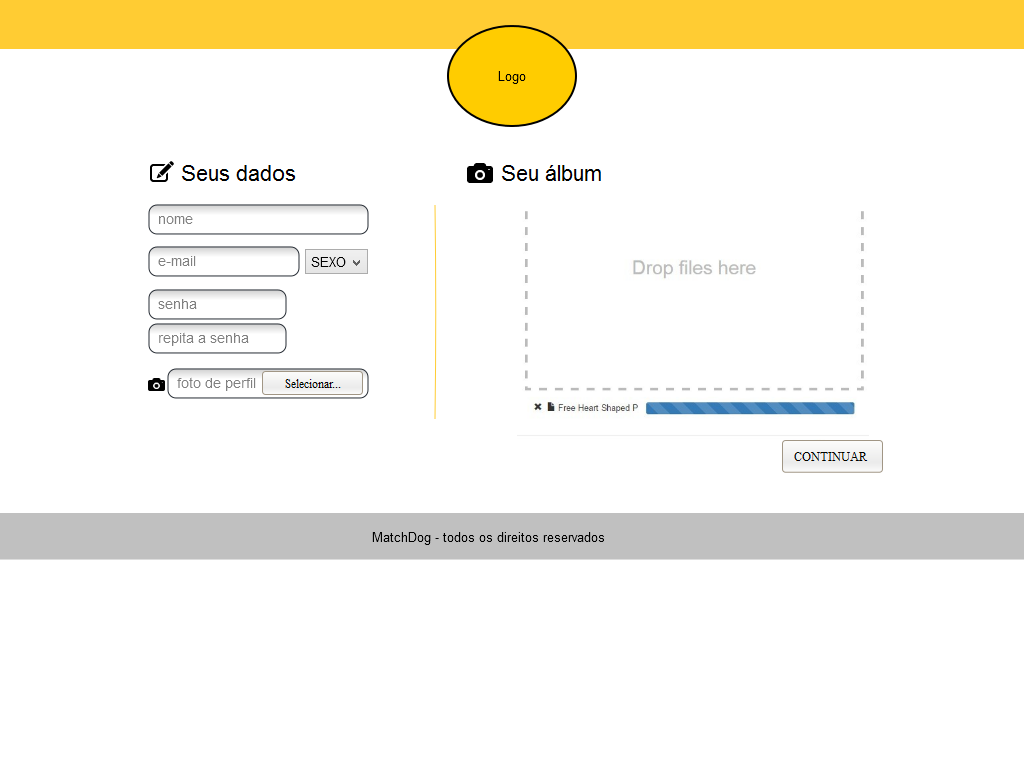 Logo
Seus dados
nome
e-mail
SEXO
senha
repita a senha
foto de perfil
Selecionar...
Seu álbum
Drop files here
Free Heart Shaped P
CONTINUAR
MatchDog - todos os direitos reservados